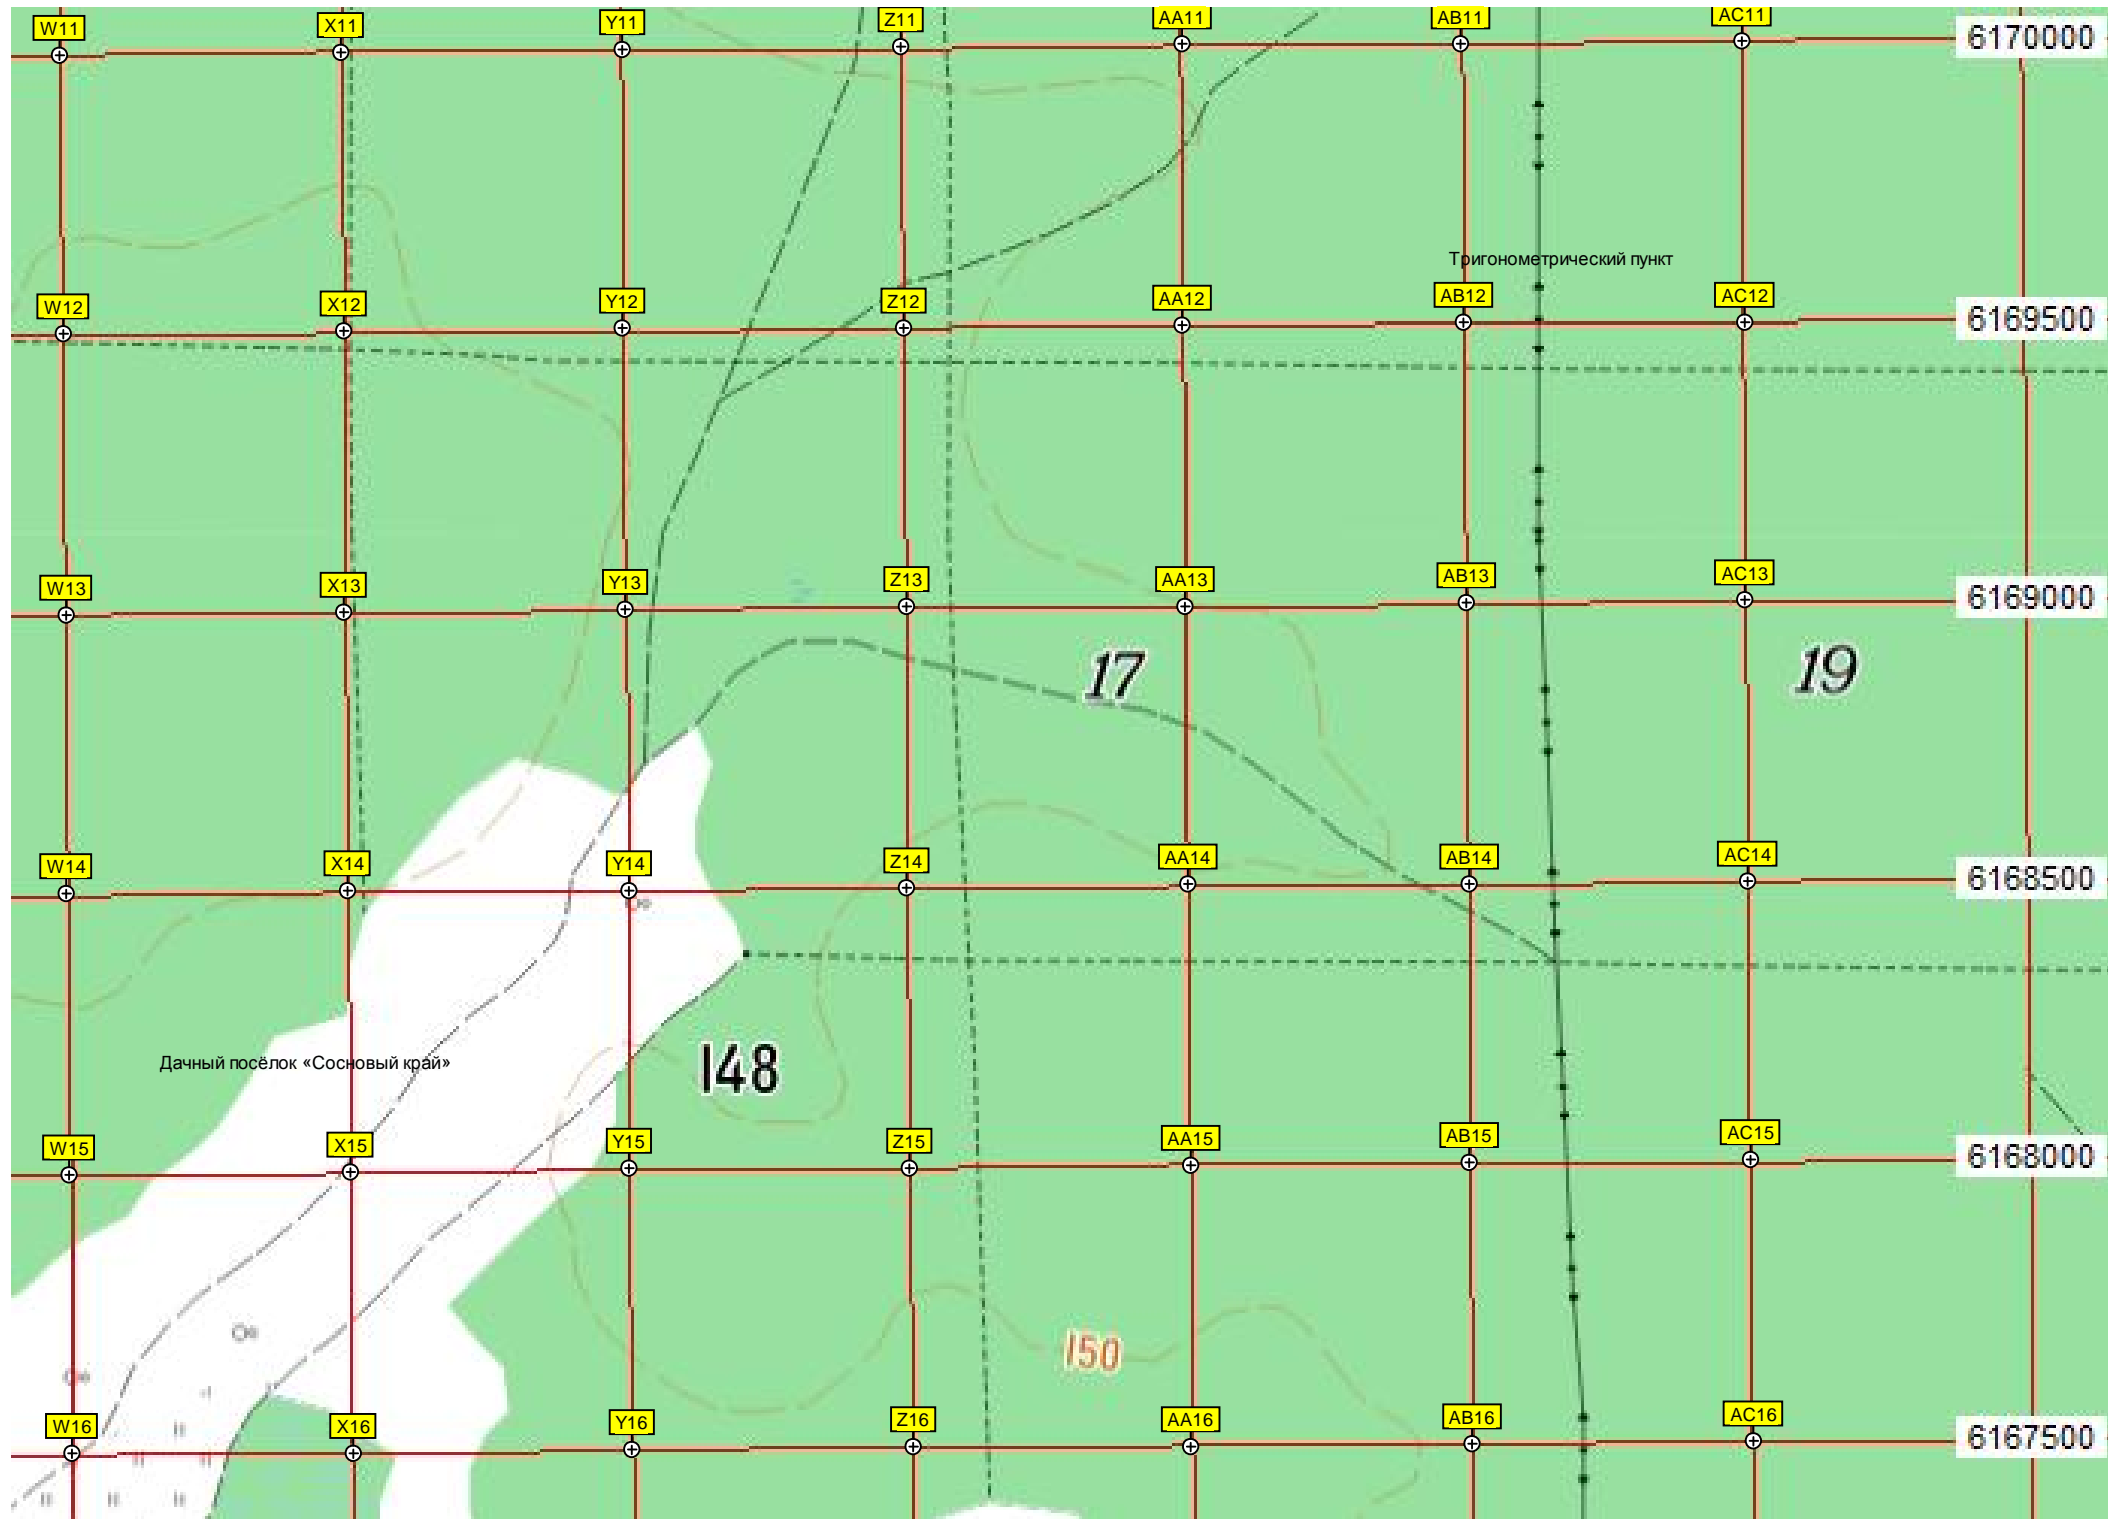 W11 X11 Y11 Z11 AA11 AB11 AC11 6170000
Тригонометрический пункт
W12 X12 Y12 Z12 AA12 AB12 AC12 6169500
W13 X13 Y13 Z13 AA13 AB13 AC13 6169000
17 19
W14 X14 Y14 Z14 AA14 AB14 AC14 6168500
Дачный посёлок «Сосновый край» 148
W15 X15 Y15 Z15 AA15 AB15 AC15 6168000
150
W16 X16 Y16 Z16 AA16 AB16 AC16 6167500